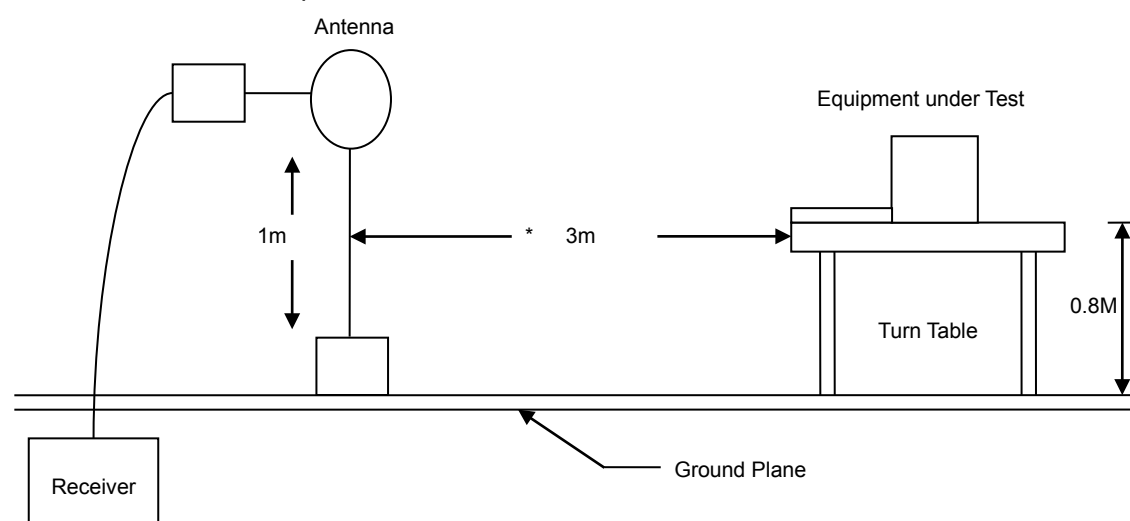 Antenna
Equipment under Test
1m
* 3m
0.8M
Turn Table
Ground Plane
Receiver